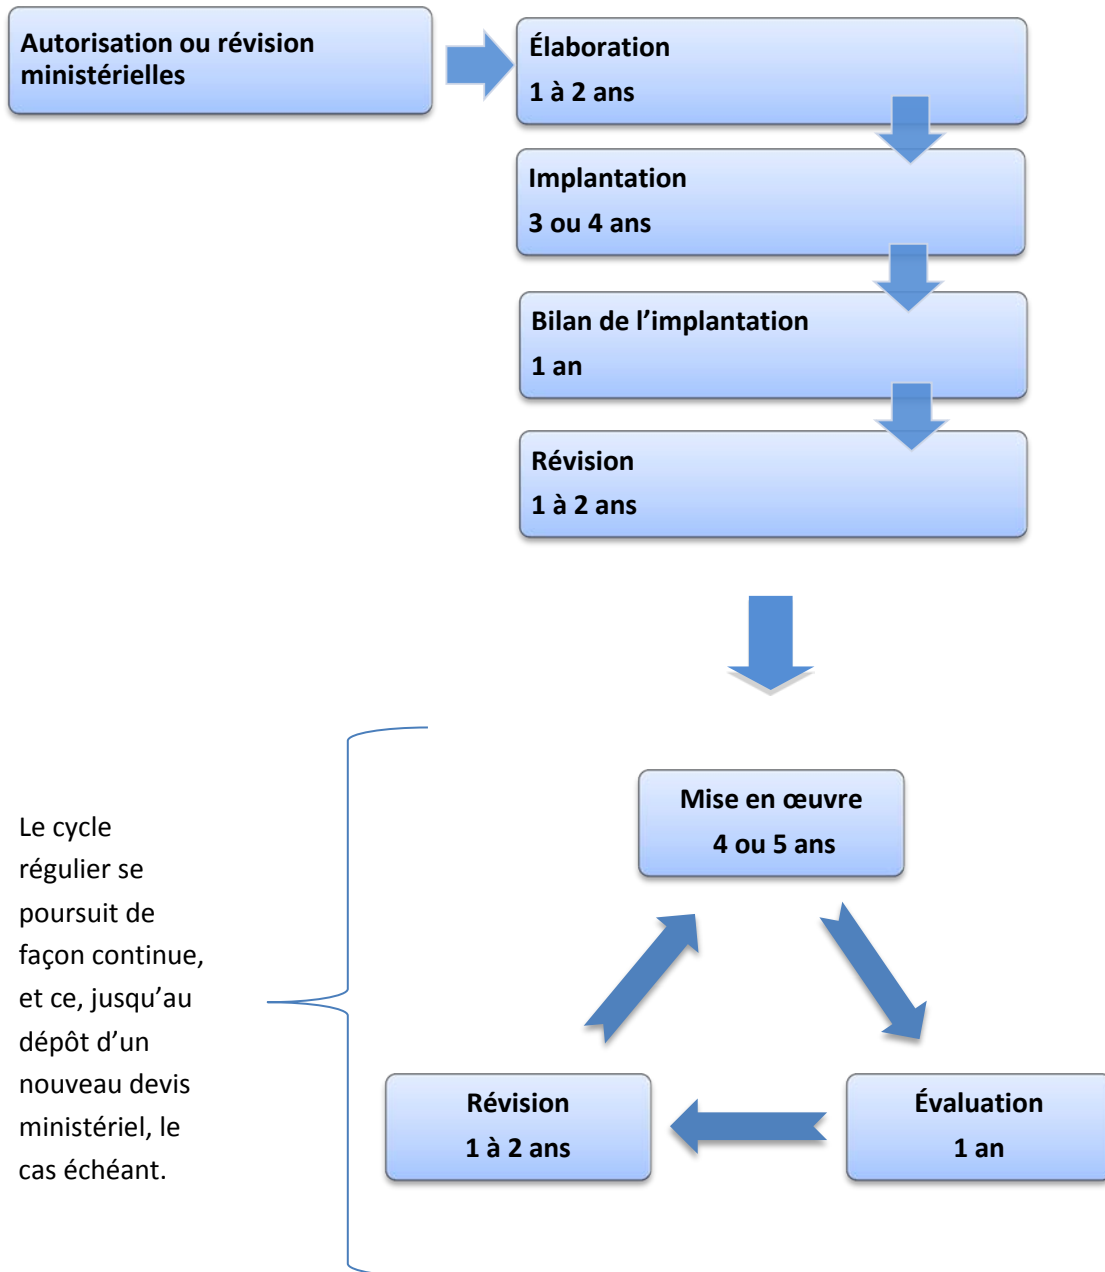 Autorisation ou révision
ministérielles
Élaboration
1 à 2 ans
Implantation
3 ou 4 ans
Bilan de l’implantation
1 an
Révision
1 à 2 ans
Mise en œuvre
4 ou 5 ans
Le cycle
régulier se
poursuit de
façon continue,
et ce, jusqu’au
dépôt d’un
nouveau devis
ministériel, le
cas échéant.
Révision
1 à 2 ans
Évaluation
1 an